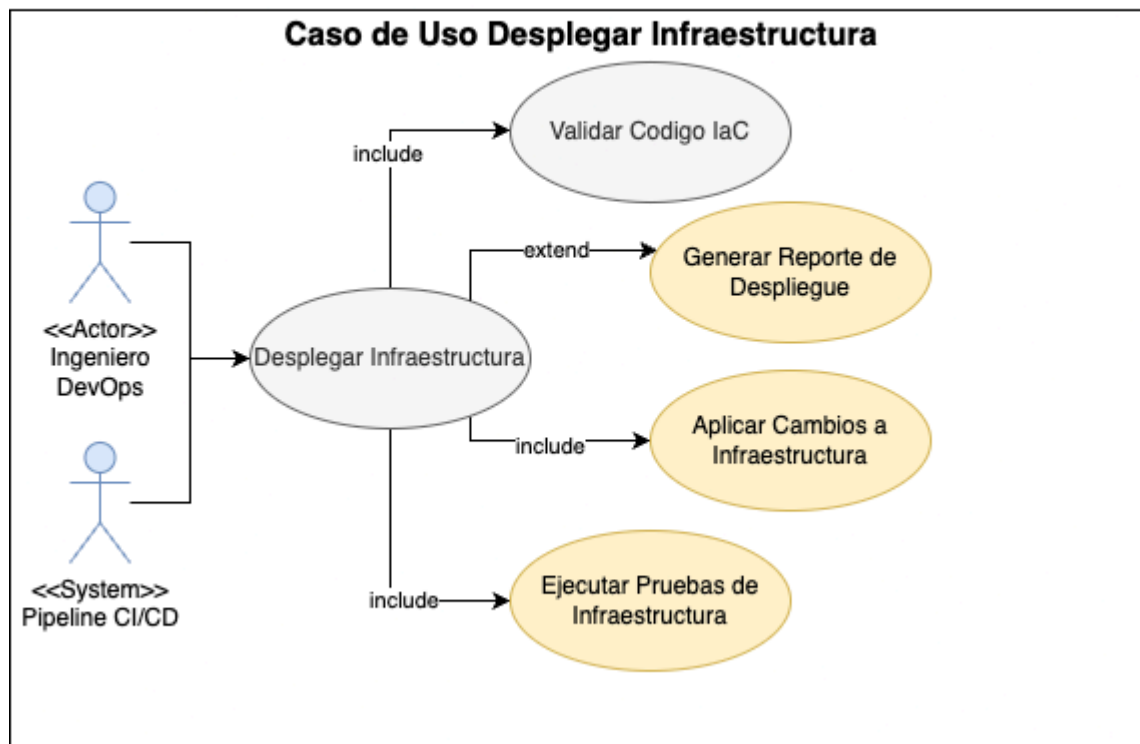 Caso de Uso Desplegar Infraestructura
Validar Codigo IaC
include
extend
Generar Reporte de
Despliegue
<<Actor>>
Ingeniero
DevOps
Desplegar Infraestructura
Aplicar Cambios a
Infraestructura
include
<<System>>
Pipeline CI/CD
include
Ejecutar Pruebas de
Infraestructura